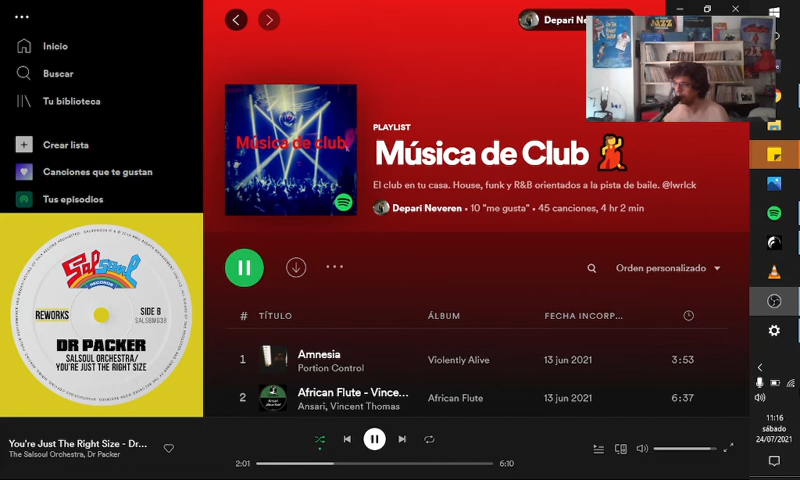 Depari Ne
Inicio
Buscar
Tu biblioteca
Crear lista
Canciones que te gustan
Tus episodios
Música de club
PLAYLIST
Música de Club
El club en tu casa. House, funk y R&B orientados a la pista de baile. @lwrlck
Depari Neveren • 10 "me gusta" • 45 canciones, 4 hr 2 min
Orden personalizado
# TÍTULO ÁLBUM FECHA INCORP...
1 Amnesia Violently Alive 13 jun 2021 3:53
Portion Control
2 African Flute - Vince... African Flute 13 jun 2021 6:37
Ansari, Vincent Thomas
Salsoul
RECORDS
REWORKS
SIDE B
SALSBMG38
DR PACKER
SALSOUL ORCHESTRA/
YOU'RE JUST THE RIGHT SIZE
You're Just The Right Size - Dr...
The Salsoul Orchestra, Dr Packer
2:01
6:10
11:16
sábado
24/07/2021